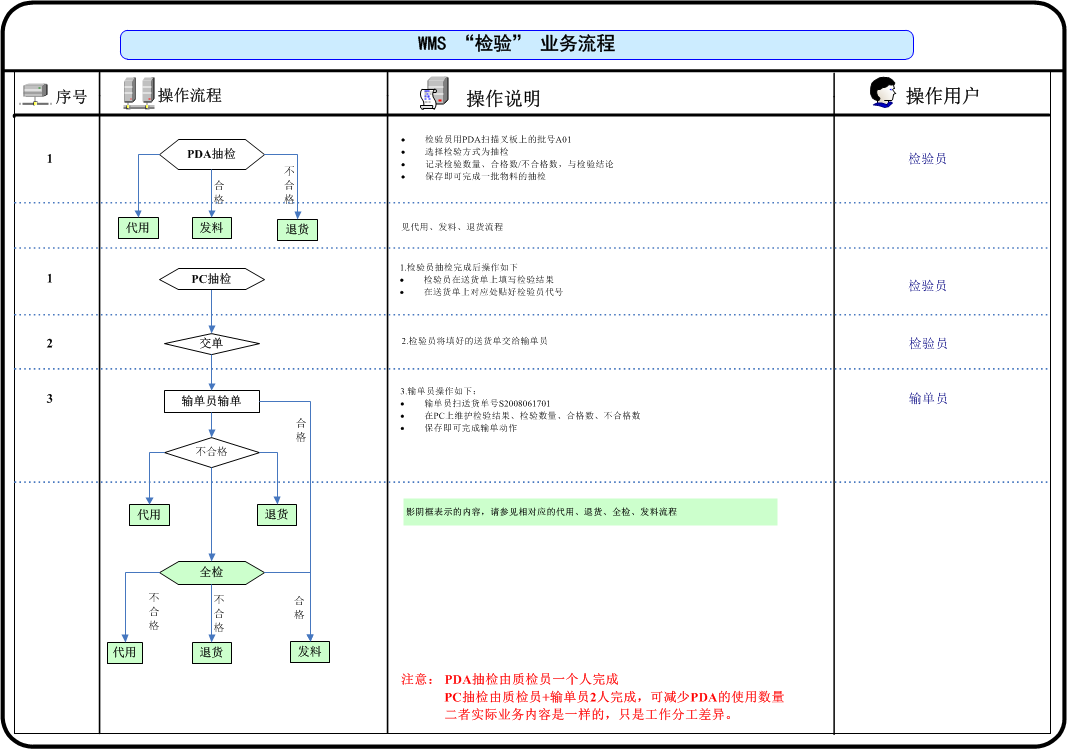 WMS “检验” 业务流程
序号
操作流程
操作说明
操作用户
1
PDA抽检
合格
不合格
代用
发料
退货
• 检验员用PDA扫描叉板上的批号A01
• 选择检验方式为抽检
• 记录检验数量、合格数/不合格数、与检验结论
• 保存即可完成一批物料的抽检
检验员
见代用、发料、退货流程
1
PC抽检
1.检验员抽检完成后操作如下
• 检验员在送货单上填写检验结果
• 在送货单上对应处贴好检验员代号
检验员
2
交单
2.检验员将填好的送货单交给输单员
检验员
3
输单员输单
合格
不合格
3.输单员操作如下：
• 输单员扫送货单号S2008061701
• 在PC上维护检验结果、检验数量、合格数、不合格数
• 保存即可完成输单动作
输单员
代用
退货
影阴框表示的内容，请参见相对应的代用、退货、全检、发料流程
全检
不合格
不合格
合格
代用
退货
发料
注意： PDA抽检由质检员一个人完成
PC抽检由质检员+输单员2人完成，可减少PDA的使用数量
二者实际业务内容是一样的，只是工作分工差异。